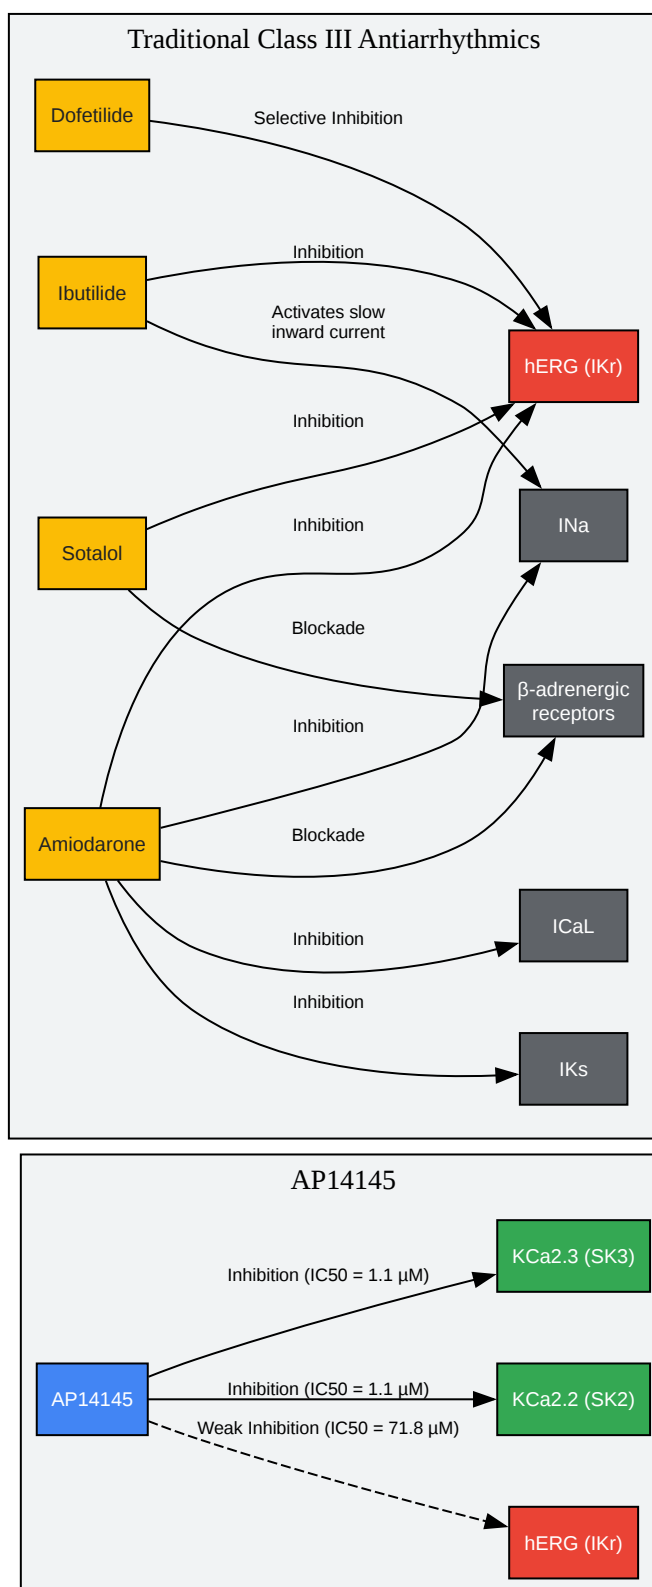 Traditional Class III Antiarrhythmics
Dofetilide
Selective Inhibition
Ibutilide
Inhibition
Activates slow
inward current
hERG (IKr)
Inhibition
Sotalol
Inhibition
INa
Blockade
β-adrenergic
receptors
Inhibition
Amiodarone
Blockade
ICaL
Inhibition
Inhibition
IKs
AP14145
KCa2.3 (SK3)
Inhibition (IC50 = 1.1 µM)
AP14145
Inhibition (IC50 = 1.1 µM)
KCa2.2 (SK2)
Weak Inhibition (IC50 = 71.8 µM)
hERG (IKr)